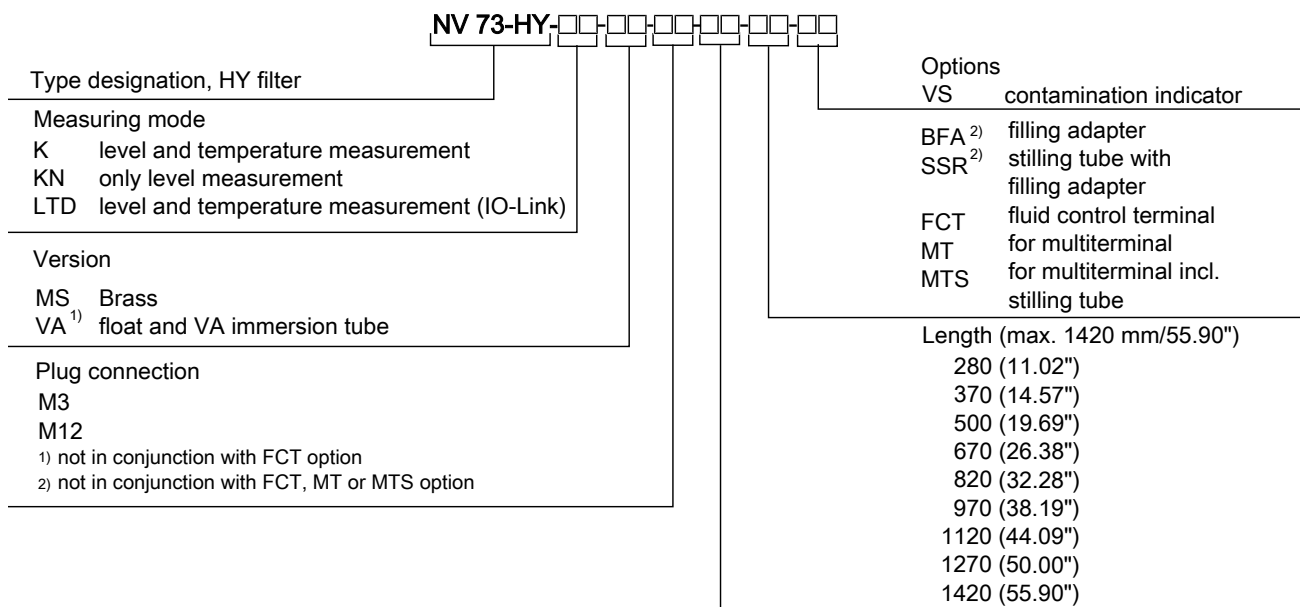 NV 73-HY-□□-□□-□□-□□-□□-□□
Type designation, HY filter
Measuring mode
K level and temperature measurement
KN only level measurement
LTD level and temperature measurement (IO-Link)
Version
MS Brass
VA 1) float and VA immersion tube
Plug connection
M3
M12
1) not in conjunction with FCT option
2) not in conjunction with FCT, MT or MTS option
Options
VS contamination indicator
BFA 2) filling adapter
SSR 2) stilling tube with
filling adapter
FCT fluid control terminal
MT for multiterminal
MTS for multiterminal incl.
stilling tube
Length (max. 1420 mm/55.90")
280 (11.02")
370 (14.57")
500 (19.69")
670 (26.38")
820 (32.28")
970 (38.19")
1120 (44.09")
1270 (50.00")
1420 (55.90")